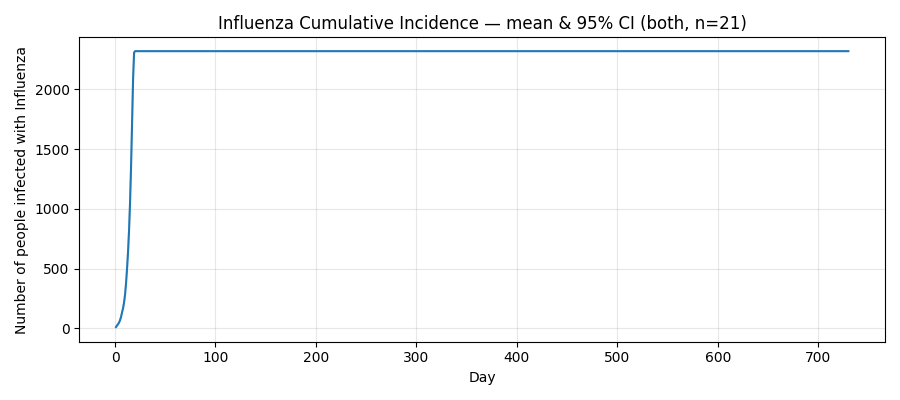 Influenza Cumulative Incidence — mean & 95% CI (both, n=21)
Number of people infected with Influenza
2000
1500
1000
500
0
0 100 200 300 400 500 600 700
Day